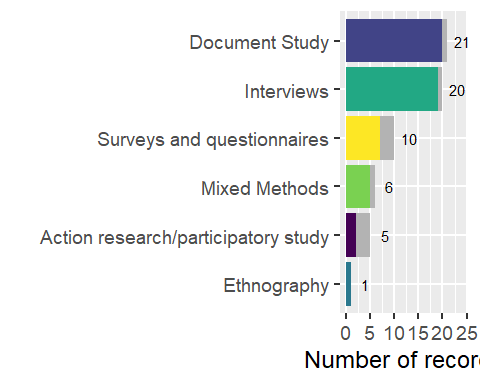 Document Study 21
Interviews 20
Surveys and questionnaires 10
Mixed Methods 6
Action research/participatory study 5
Ethnography 1
0 5 10 15 20 25
Number of recor